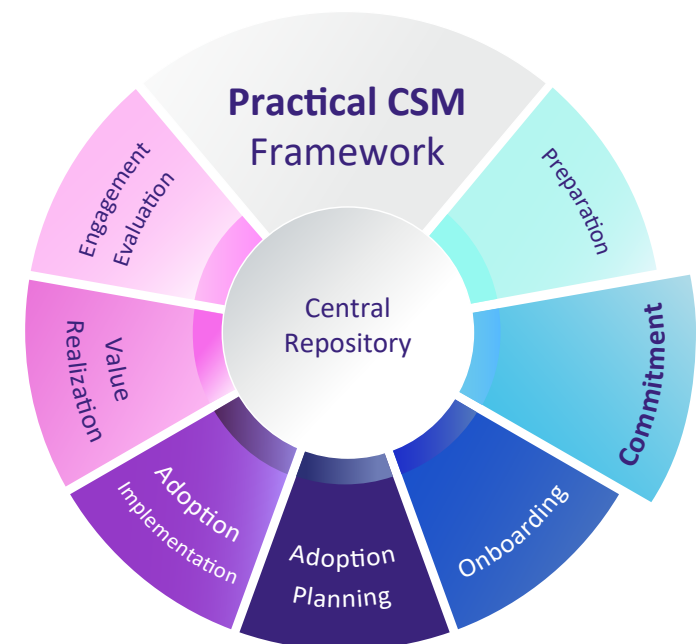 Practical CSM
Framework
Preparation
Commitment
Onboarding
Adoption
Planning
Adoption
Implementation
Value
Realization
Engagement
Evaluation
Central
Repository